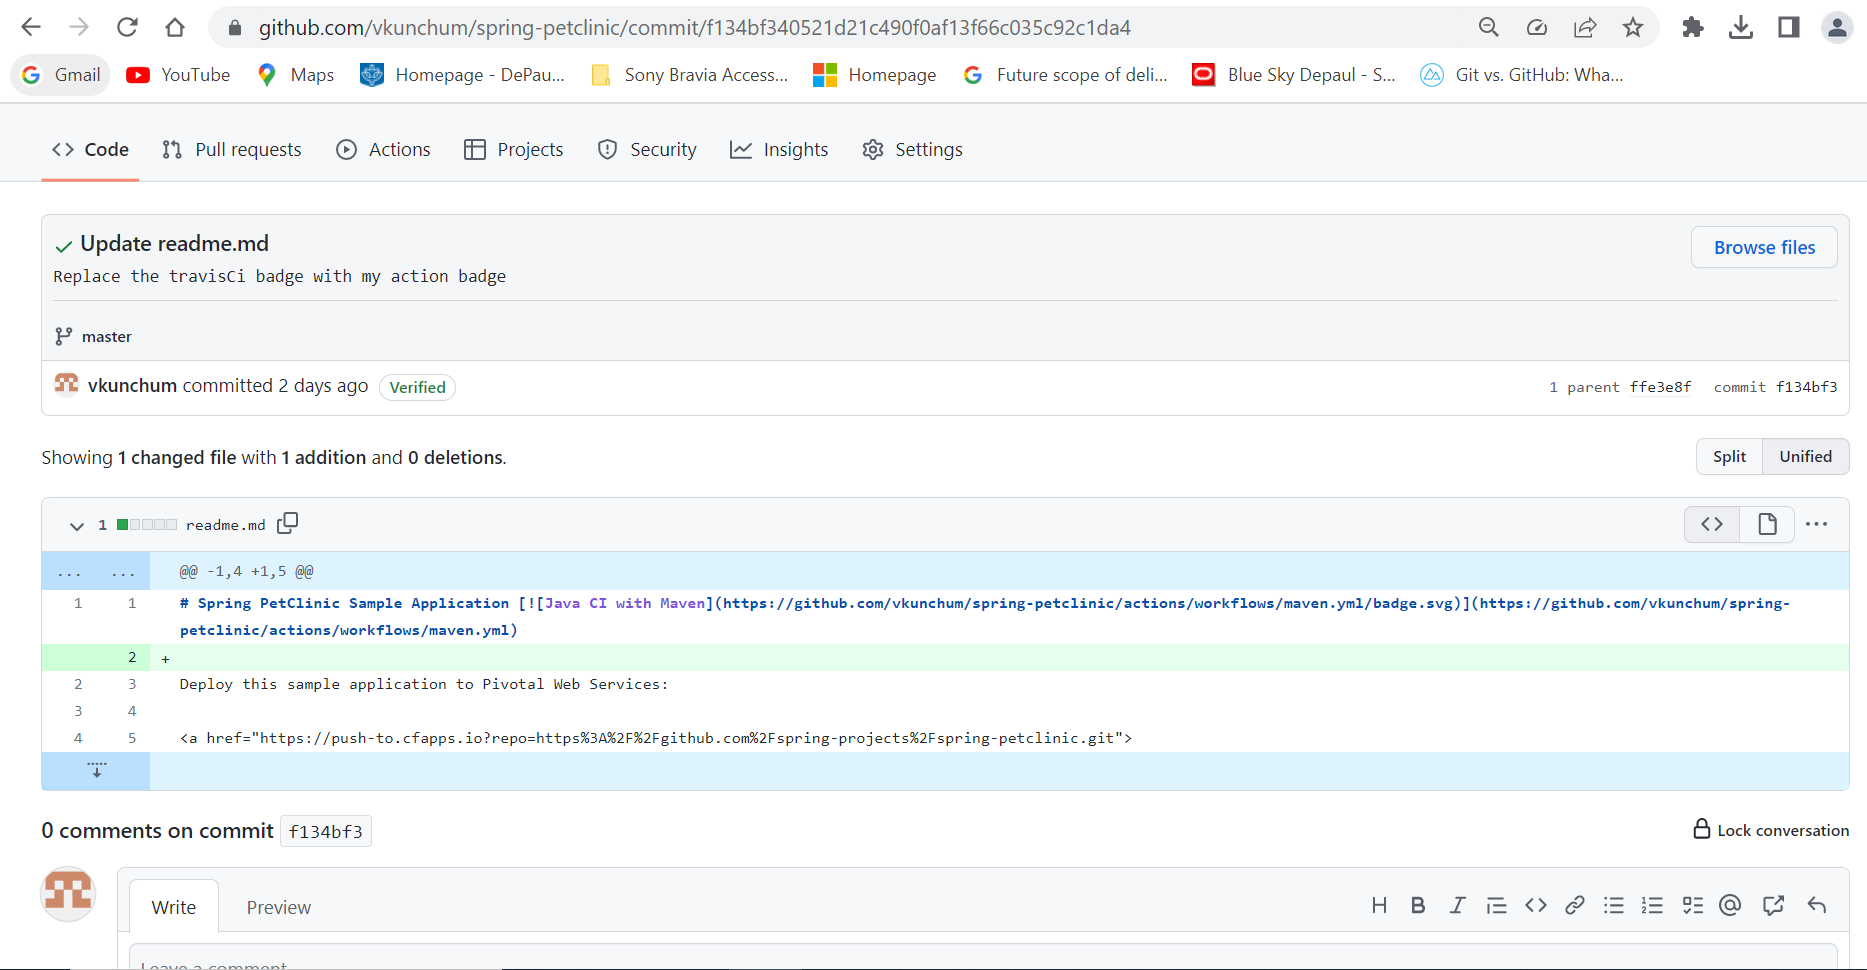 github.com/vkunchum/spring-petclinic/commit/f134bf340521d21c490f0af13f66c035c92c1da4
Gmail YouTube Maps Homepage - DePau... Sony Bravia Access... Homepage Future scope of deli... Blue Sky Depaul - S... Git vs. GitHub: Wha...
Code Pull requests Actions Projects Security Insights Settings
Update readme.md
Browse files
Replace the travisCi badge with my action badge
master
vkunchum committed 2 days ago Verified 1 parent ffe3e8f commit f134bf3
Showing 1 changed file with 1 addition and 0 deletions. Split Unified
1 readme.md
... ... @@ -1,4 +1,5 @@
1 1 # Spring PetClinic Sample Application [![Java CI with Maven](https://github.com/vkunchum/spring-petclinic/actions/workflows/maven.yml/badge.svg)](https://github.com/vkunchum/spring-
petclinic/actions/workflows/maven.yml)
2 +
2 3 Deploy this sample application to Pivotal Web Services:
3 4
4 5 <a href="https://push-to.cfapps.io?repo=https%3A%2F%2Fgithub.com%2Fspring-projects%2Fspring-petclinic.git">
0 comments on commit f134bf3 Lock conversation
Write Preview
Leave a comment